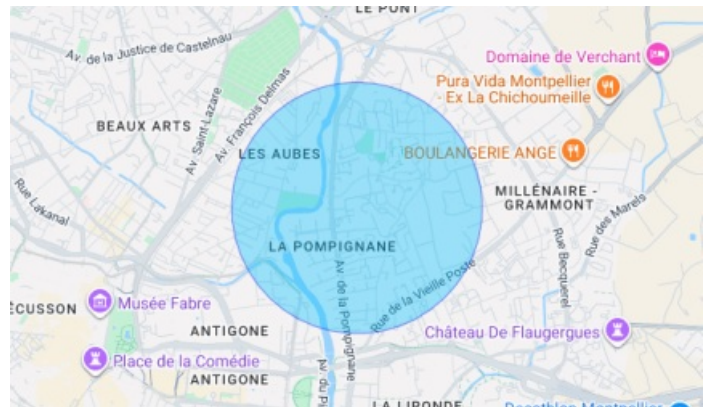 LE PONT
Av. de la Justice de Castelnau
Domaine de Verchant
Pura Vida Montpellier
- Ex La Chichoumeille
Av. François Delmas
Av. Saint-Lazare
BEAUX ARTS
LES AUBES
BOULANGERIE ANGE
MILLÉNAIRE -
GRAMMONT
Rue Lakanal
Rue des Marels
LA POMPIGNANE
Rue Becquerel
Av. de la Pompignane
Rue de la Vieille Poste
Musée Fabre
ÉCUSSON
ANTIGONE
Château De Flaugergues
Place de la Comédie
ANTIGONE
Av. du
LA LIRONDE
Decathlon Montpellier